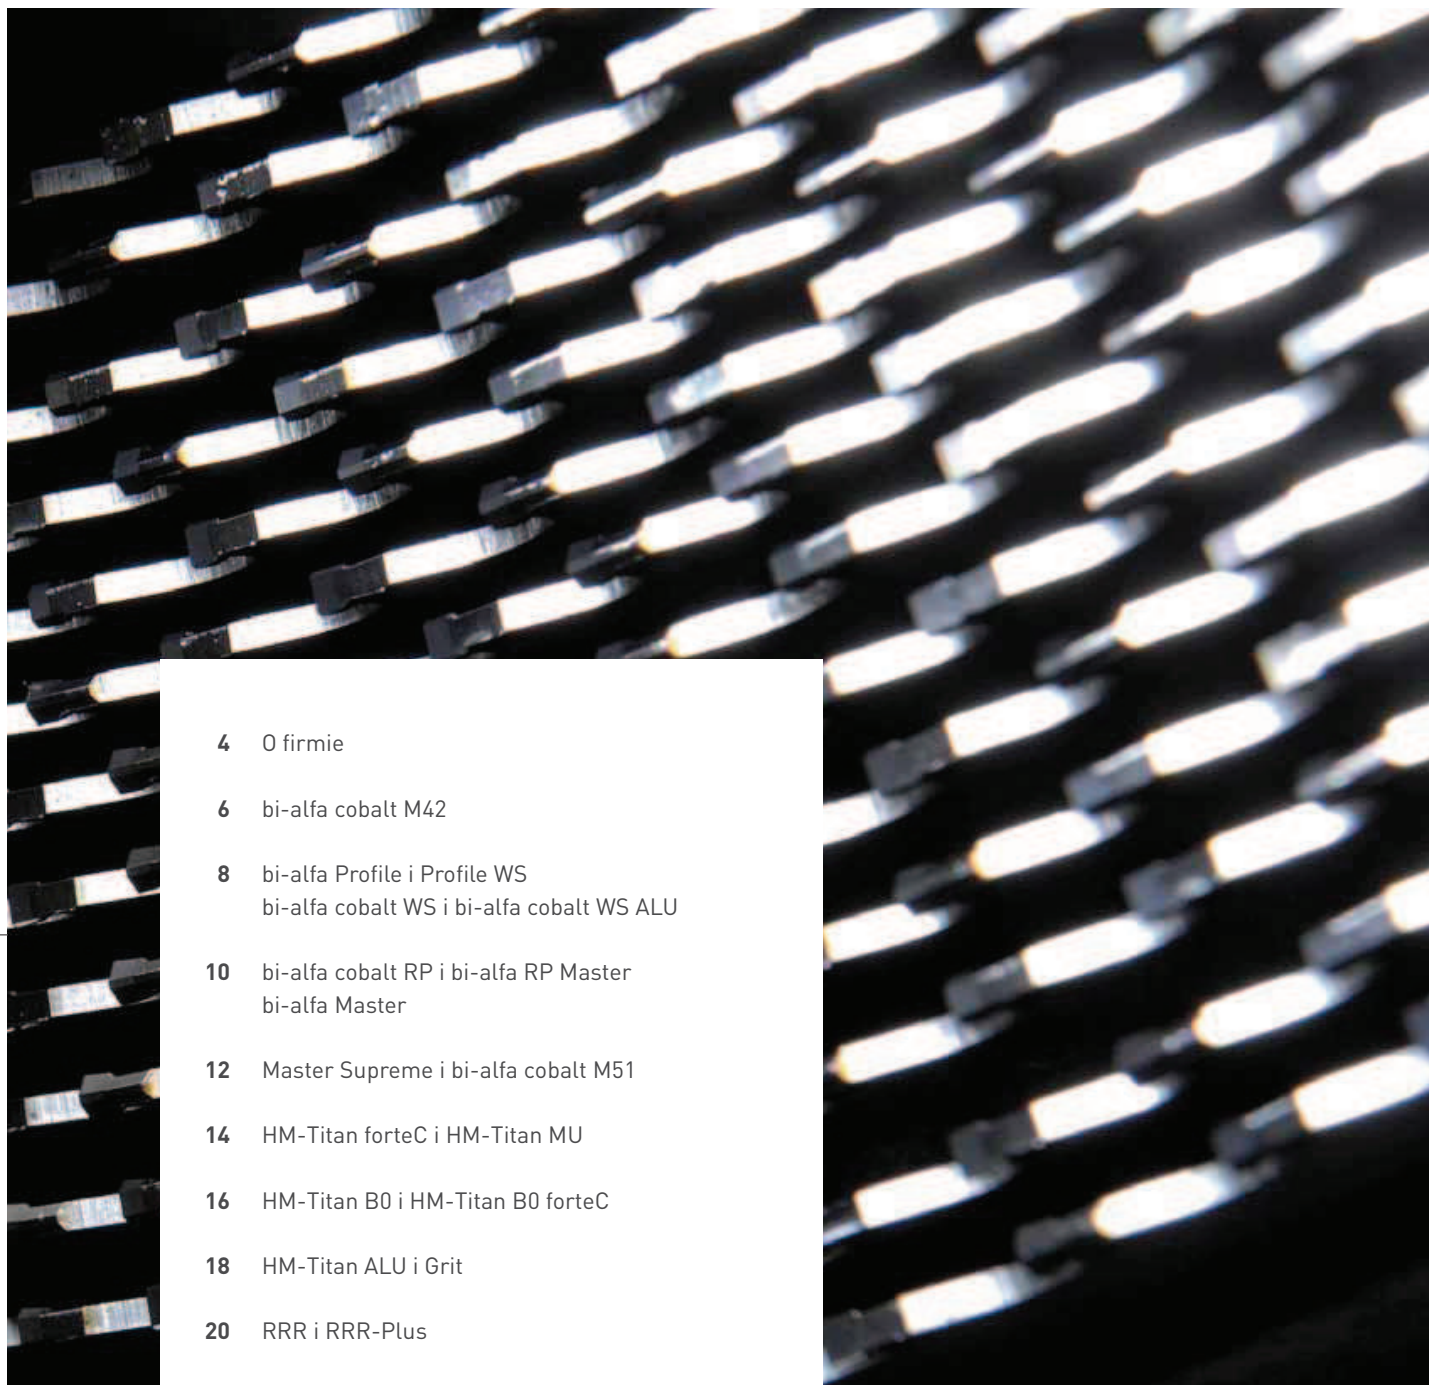 4 O firmie
6 bi-alfa cobalt M42
8 bi-alfa Profile i Profile WS
bi-alfa cobalt WS i bi-alfa cobalt WS ALU
10 bi-alfa cobalt RP i bi-alfa RP Master
bi-alfa Master
12 Master Supreme i bi-alfa cobalt M51
14 HM-Titan forteC i HM-Titan MU
16 HM-Titan B0 i HM-Titan B0 forteC
18 HM-Titan ALU i Grit
20 RRR i RRR-Plus